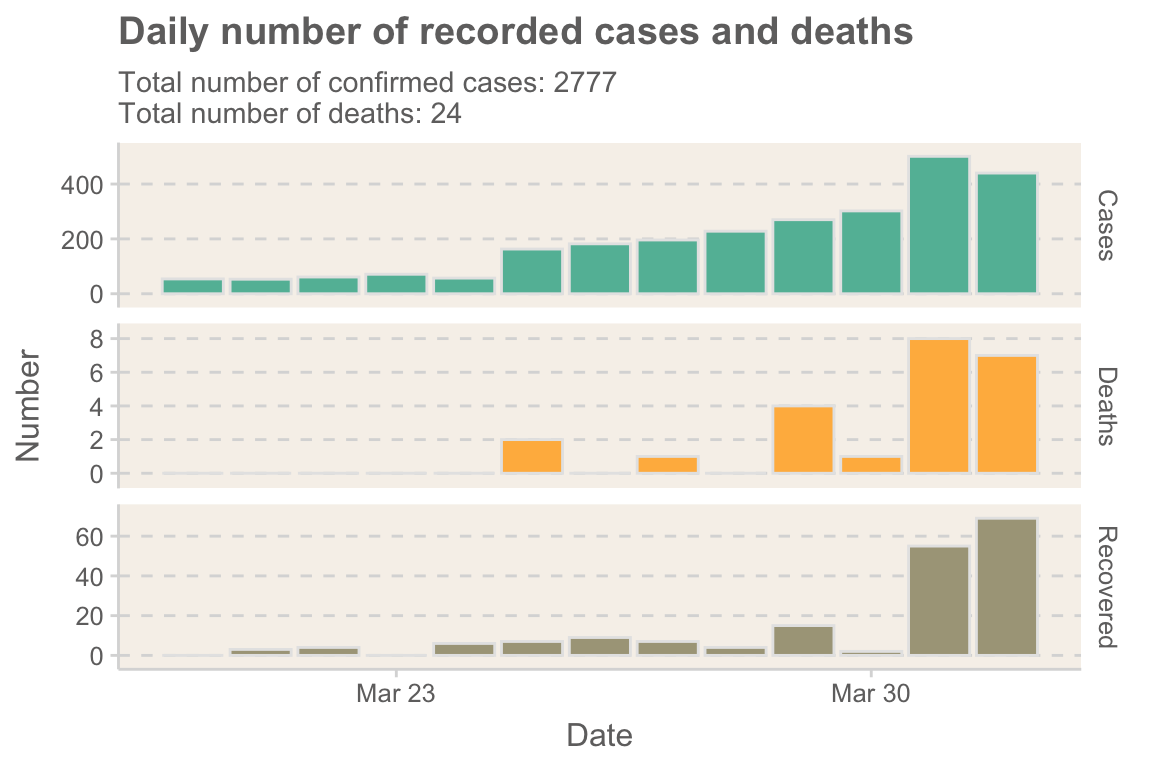 Daily number of recorded cases and deaths
Total number of confirmed cases: 2777
Total number of deaths: 24
400
200
0
Cases
8
6
4
2
0
Deaths
Number
60
40
20
0
Recovered
Mar 23
Mar 30
Date